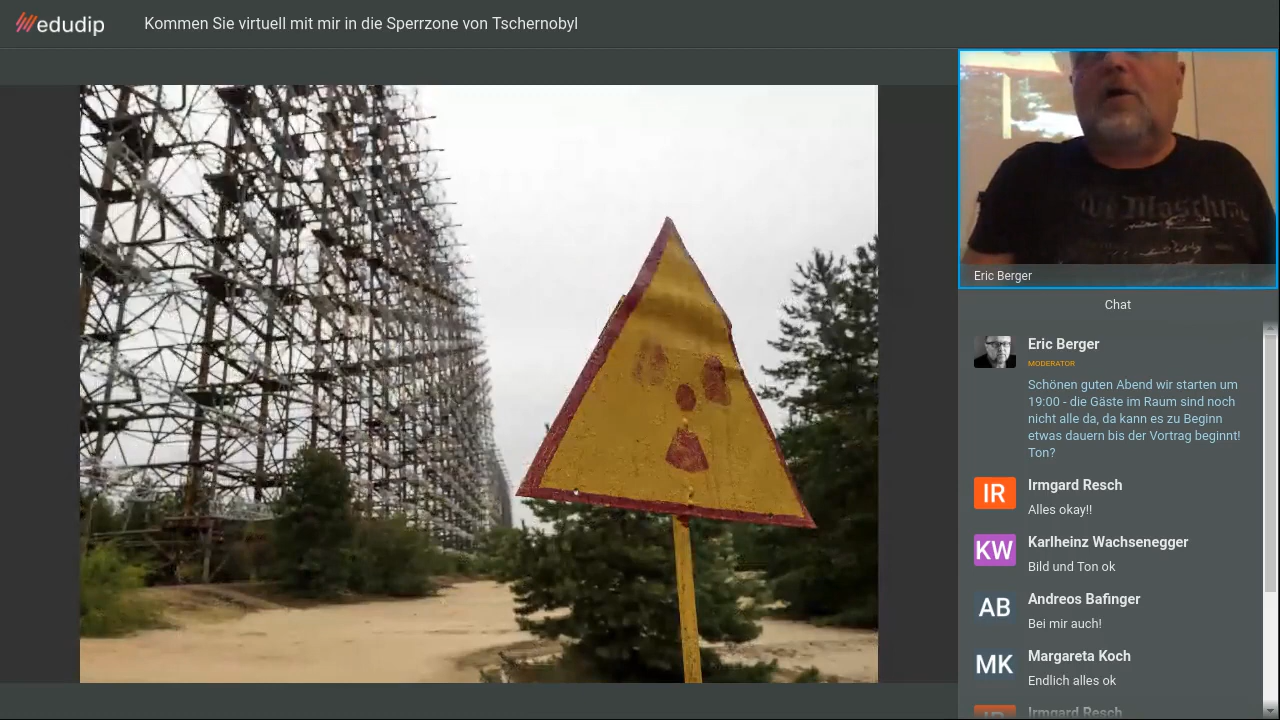 edudip
Kommen Sie virtuell mit mir in die Sperrzone von Tschernobyl
Eric Berger
Chat
Eric Berger
MODERATOR
Schönen guten Abend wir starten um
19:00 - die Gäste im Raum sind noch
nicht alle da, da kann es zu Beginn
etwas dauern bis der Vortrag beginnt!
Ton?
IR
Irmgard Resch
Alles okay!!
KW
Karlheinz Wachsenegger
Bild und Ton ok
AB
Andreos Bafinger
Bei mir auch!
MK
Margareta Koch
Endlich alles ok
IR
Irmgard Resch